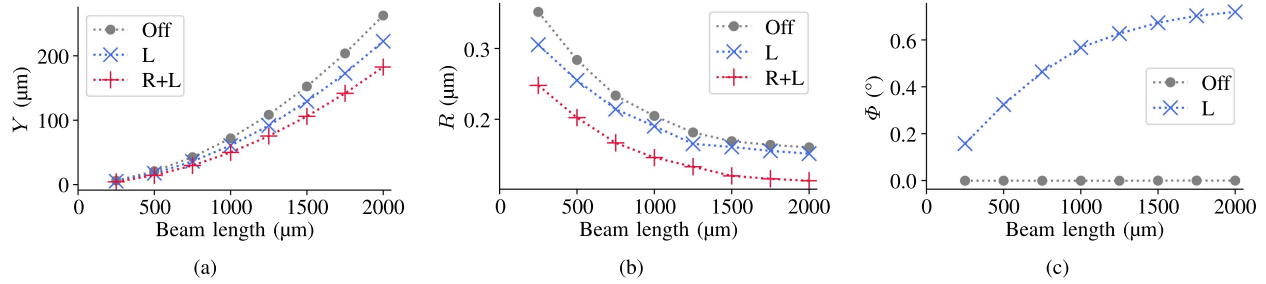 Y (μm)
200
100
0
Off
L
R+L
0 500 1000 1500 2000
Beam length (μm)
(a)
R (μm)
0.3
0.2
Off
L
R+L
0 500 1000 1500 2000
Beam length (μm)
(b)
Φ (°)
0.6
0.4
0.2
0.0
Off
L
0 500 1000 1500 2000
Beam length (μm)
(c)